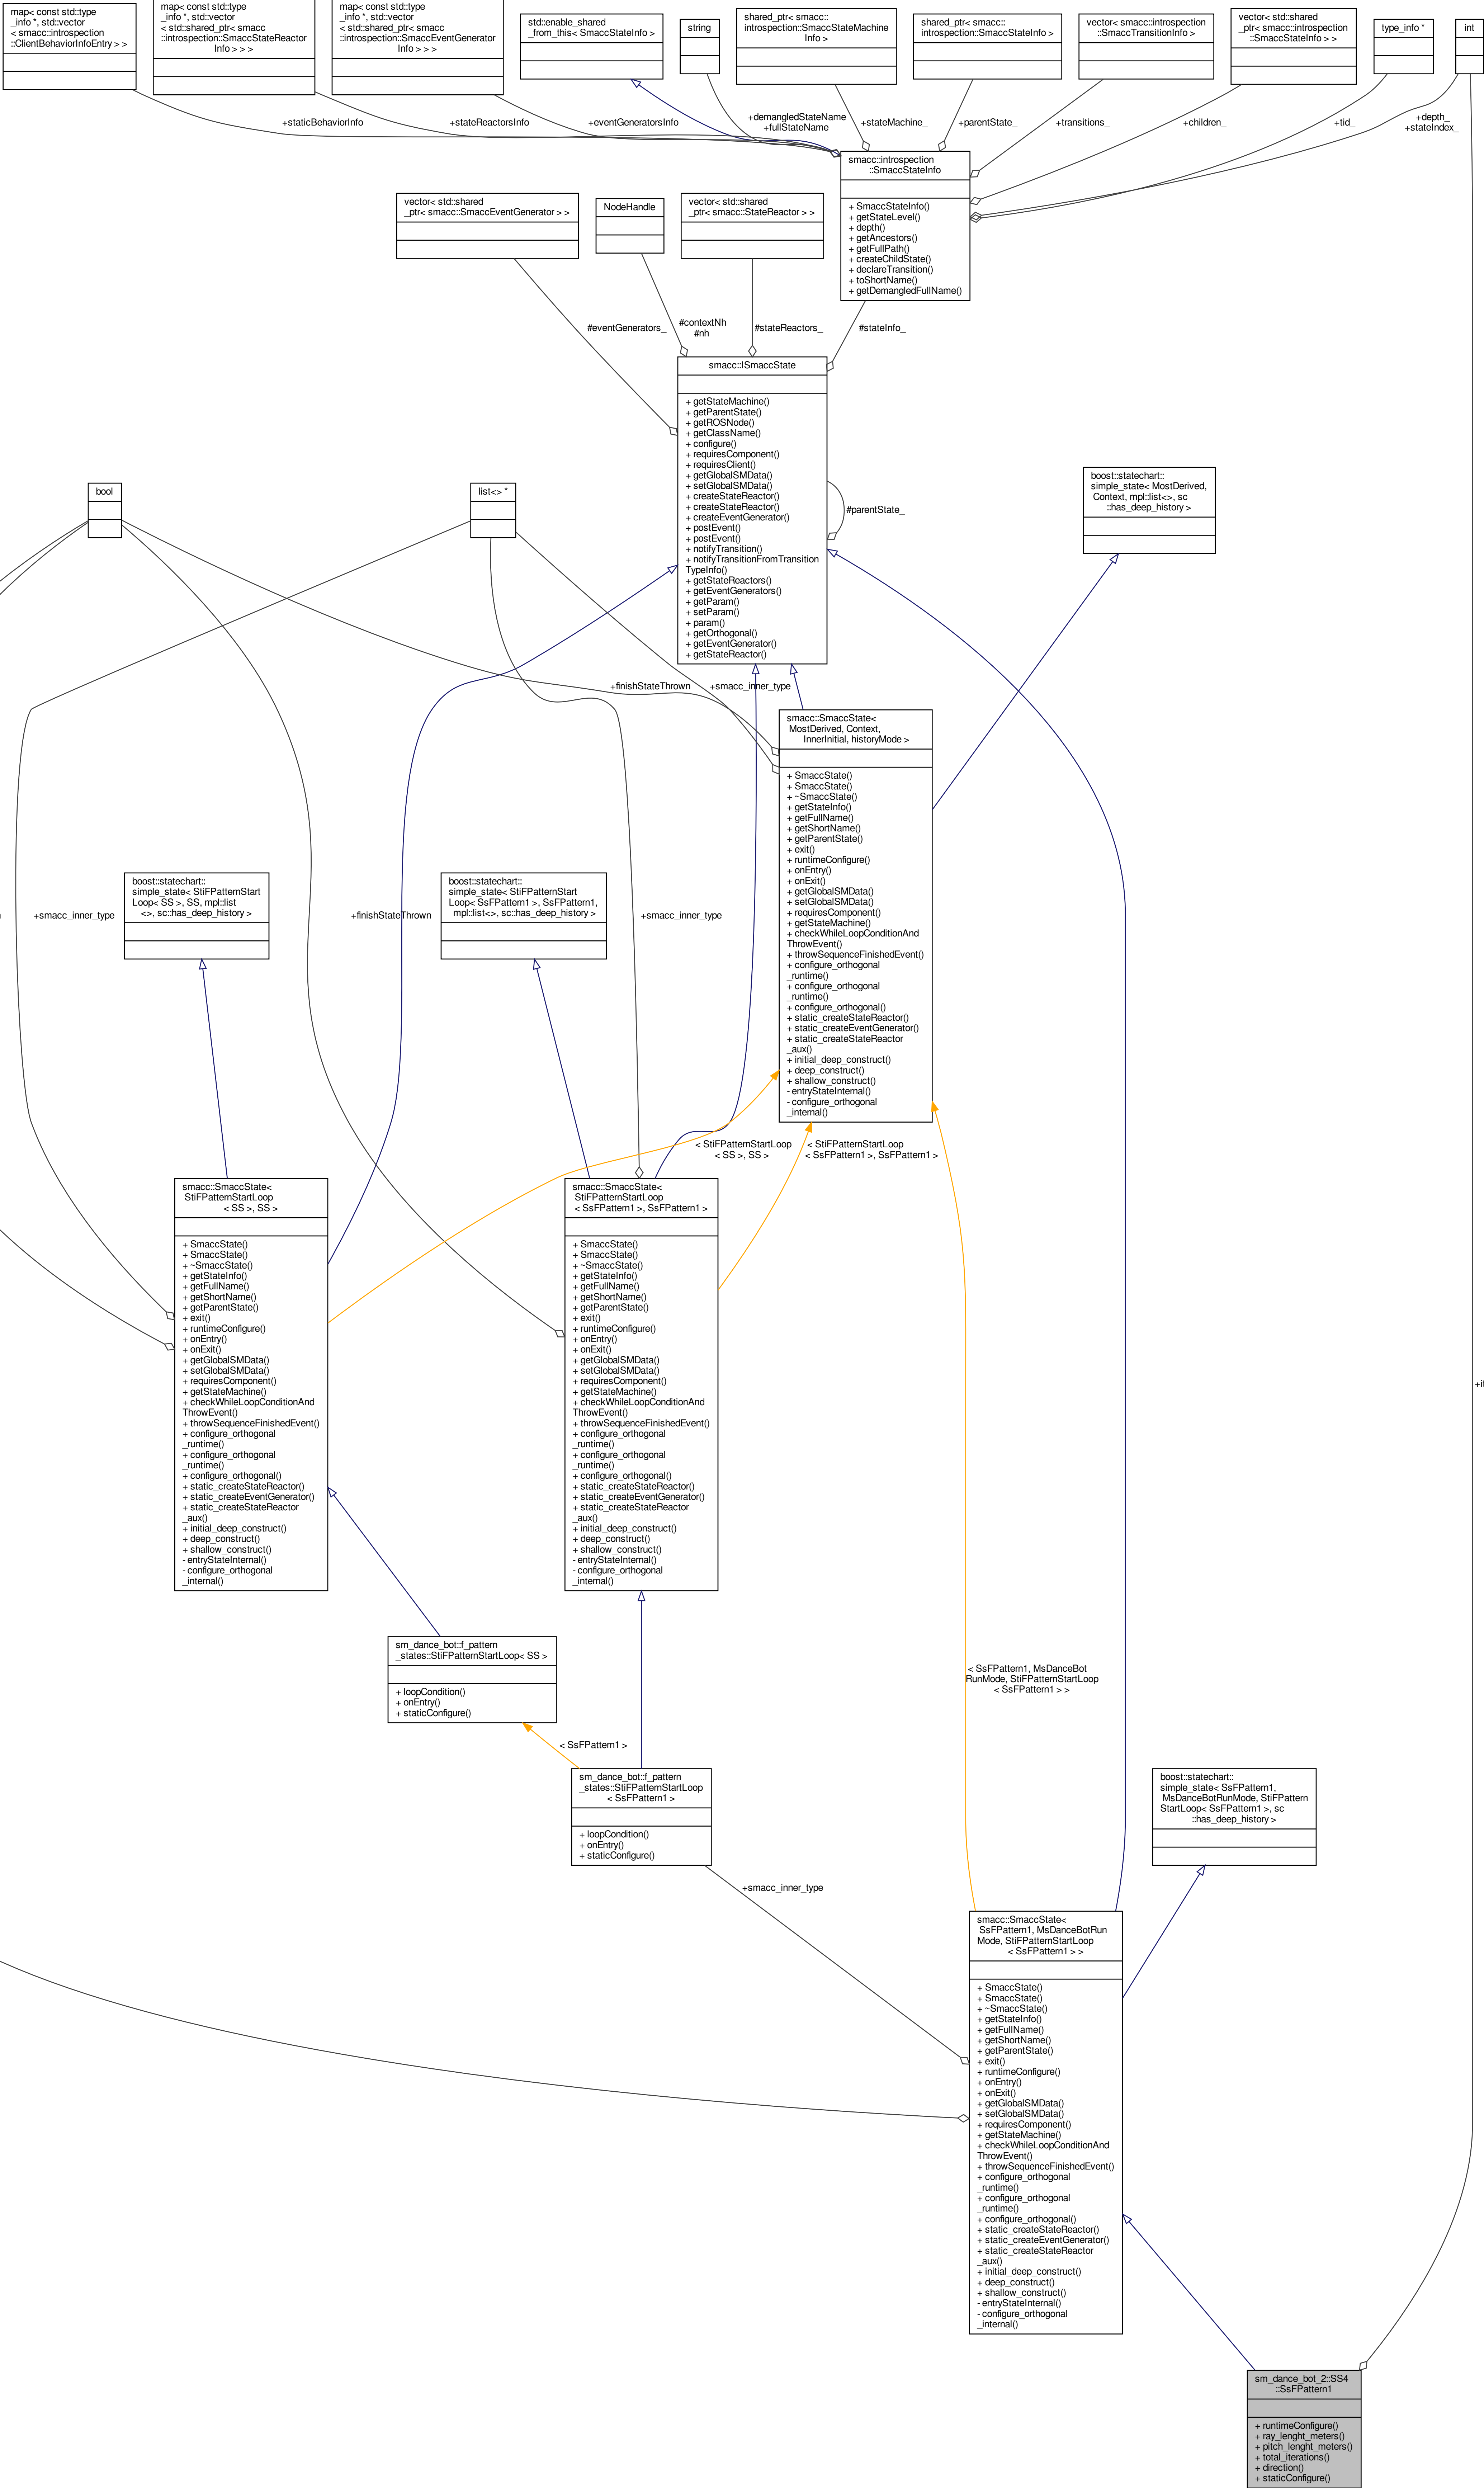 map< const std::type
_info *, std::vector
< smacc::introspection
::ClientBehaviorInfoEntry > >
map< const std::type
_info *, std::vector
< std::shared_ptr< smacc
::introspection::SmaccStateReactor
Info > > >
map< const std::type
_info *, std::vector
< std::shared_ptr< smacc
::introspection::SmaccEventGenerator
Info > > >
std::enable_shared
_from_this< SmaccStateInfo >
string
shared_ptr< smacc::
introspection::SmaccStateMachine
Info >
shared_ptr< smacc::
introspection::SmaccStateInfo >
vector< smacc::introspection
::SmaccTransitionInfo >
vector< std::shared
_ptr< smacc::introspection
::SmaccStateInfo > >
type_info *
int
+staticBehaviorInfo
+stateReactorsInfo
+eventGeneratorsInfo
+demangledStateName
+fullStateName
+stateMachine_
+parentState_
+transitions_
+children_
+tid_
+depth_
+stateIndex_
smacc::introspection
::SmaccStateInfo
+ SmaccStateInfo()
+ getStateLevel()
+ depth()
+ getAncestors()
+ getFullPath()
+ createChildState()
+ declareTransition()
+ toShortName()
+ getDemangledFullName()
vector< std::shared
_ptr< smacc::SmaccEventGenerator > >
NodeHandle
vector< std::shared
_ptr< smacc::StateReactor > >
#eventGenerators_
#contextNh
#nh
#stateReactors_
#stateInfo_
smacc::ISmaccState
+ getStateMachine()
+ getParentState()
+ getROSNode()
+ getClassName()
+ configure()
+ requiresComponent()
+ requiresClient()
+ getGlobalSMData()
+ setGlobalSMData()
+ createStateReactor()
+ createStateReactor()
+ createEventGenerator()
+ postEvent()
+ postEvent()
+ notifyTransition()
+ notifyTransitionFromTransition
TypeInfo()
+ getStateReactors()
+ getEventGenerators()
+ getParam()
+ setParam()
+ param()
+ getOrthogonal()
+ getEventGenerator()
+ getStateReactor()
#parentState_
bool
list<> *
boost::statechart::
simple_state< MostDerived,
Context, mpl::list<>, sc
::has_deep_history >
+finishStateThrown
+smacc_inner_type
smacc::SmaccState<
MostDerived, Context,
InnerInitial, historyMode >
+ SmaccState()
+ SmaccState()
+ ~SmaccState()
+ getStateInfo()
+ getFullName()
+ getShortName()
+ getParentState()
+ exit()
+ runtimeConfigure()
+ onEntry()
+ onExit()
+ getGlobalSMData()
+ setGlobalSMData()
+ requiresComponent()
+ getStateMachine()
+ checkWhileLoopConditionAnd
ThrowEvent()
+ throwSequenceFinishedEvent()
+ configure_orthogonal
_runtime()
+ configure_orthogonal
_runtime()
+ configure_orthogonal()
+ static_createStateReactor()
+ static_createEventGenerator()
+ static_createStateReactor
_aux()
+ initial_deep_construct()
+ deep_construct()
+ shallow_construct()
- entryStateInternal()
- configure_orthogonal
_internal()
boost::statechart::
simple_state< StiFPatternStart
Loop< SS >, SS, mpl::list
<>, sc::has_deep_history >
boost::statechart::
simple_state< StiFPatternStart
Loop< SsFPattern1 >, SsFPattern1,
mpl::list<>, sc::has_deep_history >
+smacc_inner_type
+finishStateThrown
+smacc_inner_type
< StiFPatternStartLoop
< SS >, SS >
< StiFPatternStartLoop
< SsFPattern1 >, SsFPattern1 >
smacc::SmaccState<
StiFPatternStartLoop
< SS >, SS >
+ SmaccState()
+ SmaccState()
+ ~SmaccState()
+ getStateInfo()
+ getFullName()
+ getShortName()
+ getParentState()
+ exit()
+ runtimeConfigure()
+ onEntry()
+ onExit()
+ getGlobalSMData()
+ setGlobalSMData()
+ requiresComponent()
+ getStateMachine()
+ checkWhileLoopConditionAnd
ThrowEvent()
+ throwSequenceFinishedEvent()
+ configure_orthogonal
_runtime()
+ configure_orthogonal
_runtime()
+ configure_orthogonal()
+ static_createStateReactor()
+ static_createEventGenerator()
+ static_createStateReactor
_aux()
+ initial_deep_construct()
+ deep_construct()
+ shallow_construct()
- entryStateInternal()
- configure_orthogonal
_internal()
smacc::SmaccState<
StiFPatternStartLoop
< SsFPattern1 >, SsFPattern1 >
+ SmaccState()
+ SmaccState()
+ ~SmaccState()
+ getStateInfo()
+ getFullName()
+ getShortName()
+ getParentState()
+ exit()
+ runtimeConfigure()
+ onEntry()
+ onExit()
+ getGlobalSMData()
+ setGlobalSMData()
+ requiresComponent()
+ getStateMachine()
+ checkWhileLoopConditionAnd
ThrowEvent()
+ throwSequenceFinishedEvent()
+ configure_orthogonal
_runtime()
+ configure_orthogonal
_runtime()
+ configure_orthogonal()
+ static_createStateReactor()
+ static_createEventGenerator()
+ static_createStateReactor
_aux()
+ initial_deep_construct()
+ deep_construct()
+ shallow_construct()
- entryStateInternal()
- configure_orthogonal
_internal()
sm_dance_bot::f_pattern
_states::StiFPatternStartLoop< SS >
+ loopCondition()
+ onEntry()
+ staticConfigure()
< SsFPattern1, MsDanceBot
RunMode, StiFPatternStartLoop
< SsFPattern1 > >
< SsFPattern1 >
sm_dance_bot::f_pattern
_states::StiFPatternStartLoop
< SsFPattern1 >
+ loopCondition()
+ onEntry()
+ staticConfigure()
boost::statechart::
simple_state< SsFPattern1,
MsDanceBotRunMode, StiFPattern
StartLoop< SsFPattern1 >, sc
::has_deep_history >
+smacc_inner_type
smacc::SmaccState<
SsFPattern1, MsDanceBotRun
Mode, StiFPatternStartLoop
< SsFPattern1 > >
+ SmaccState()
+ SmaccState()
+ ~SmaccState()
+ getStateInfo()
+ getFullName()
+ getShortName()
+ getParentState()
+ exit()
+ runtimeConfigure()
+ onEntry()
+ onExit()
+ getGlobalSMData()
+ setGlobalSMData()
+ requiresComponent()
+ getStateMachine()
+ checkWhileLoopConditionAnd
ThrowEvent()
+ throwSequenceFinishedEvent()
+ configure_orthogonal
_runtime()
+ configure_orthogonal
_runtime()
+ configure_orthogonal()
+ static_createStateReactor()
+ static_createEventGenerator()
+ static_createStateReactor
_aux()
+ initial_deep_construct()
+ deep_construct()
+ shallow_construct()
- entryStateInternal()
- configure_orthogonal
_internal()
sm_dance_bot_2::SS4
::SsFPattern1
+ runtimeConfigure()
+ ray_lenght_meters()
+ pitch_lenght_meters()
+ total_iterations()
+ direction()
+ staticConfigure()